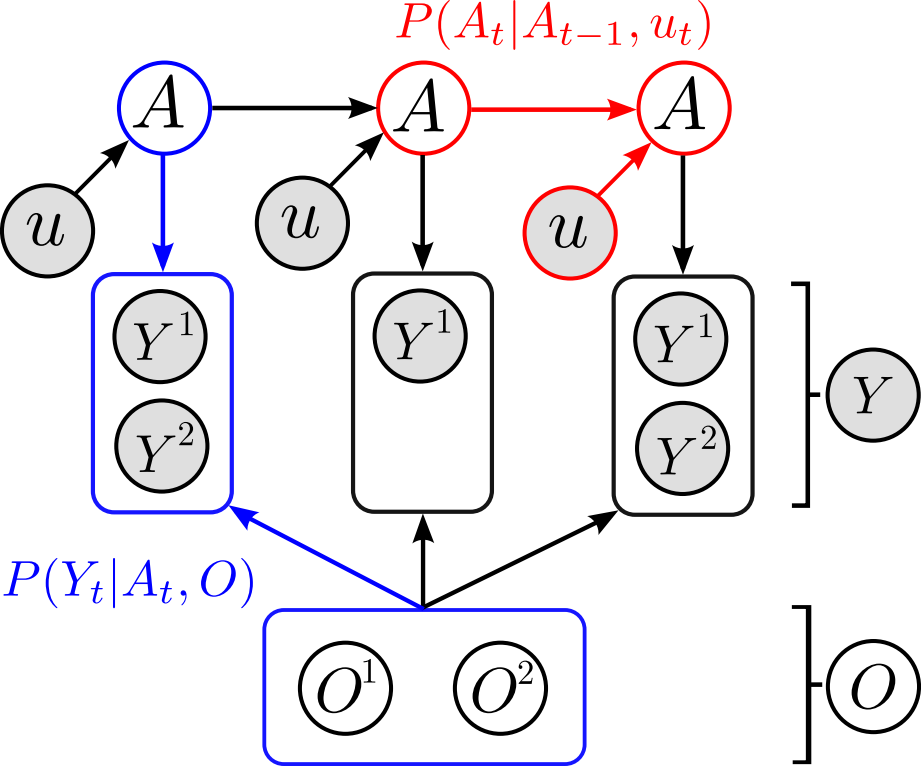 P(A_t|A_{t−1}, u_t)
A A A
u u u
Y^1 Y^1 Y^1
Y
Y^2 Y^2
P(Y_t|A_t, O)
O^1 O^2 O